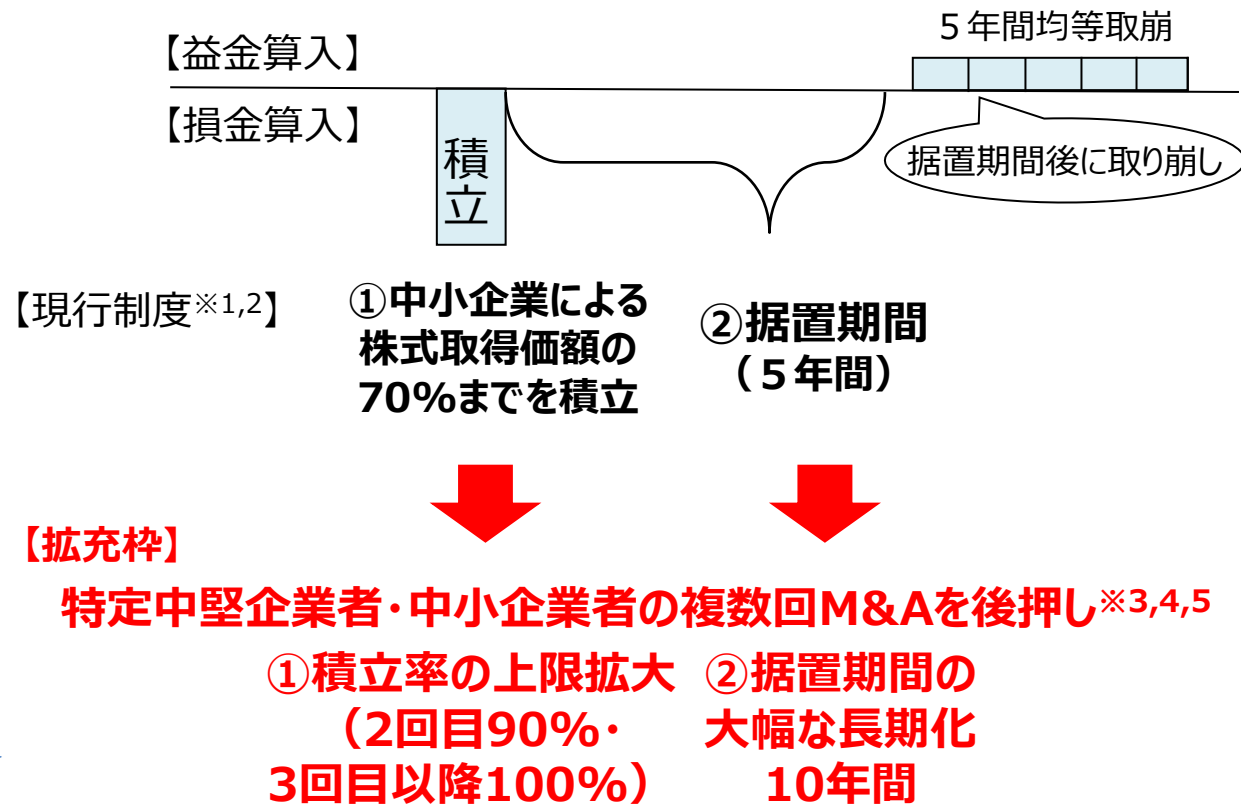 ５年間均等取崩
【益金算入】
【損金算入】
積立
据置期間後に取り崩し
【現行制度※1,2】
①中小企業による
株式取得価額の
70%までを積立
②据置期間
（５年間）
【拡充枠】
特定中堅企業者・中小企業者の複数回M&Aを後押し※3,4,5
①積立率の上限拡大
（2回目90%・
3回目以降100%）
②据置期間の
大幅な長期化
10年間